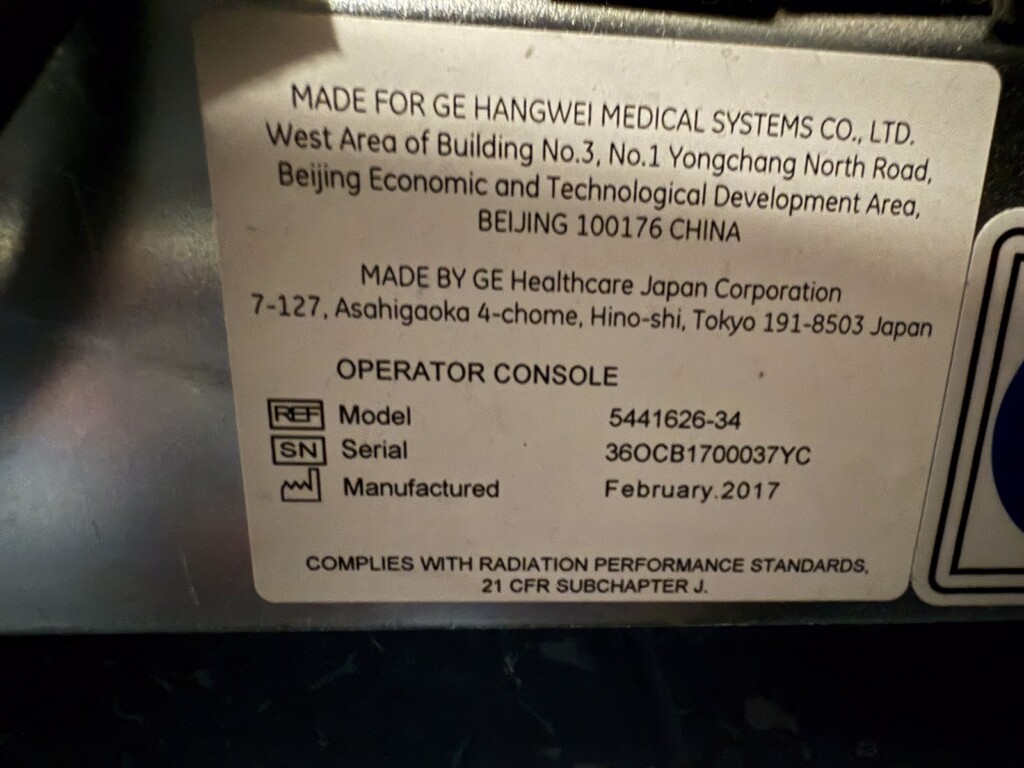 MADE FOR GE HANGWEI MEDICAL SYSTEMS CO., LTD.
West Area of Building No.3, No.1 Yongchang North Road,
Beijing Economic and Technological Development Area,
BEIJING 100176 CHINA
MADE BY GE Healthcare Japan Corporation
7-127, Asahigaoka 4-chome, Hino-shi, Tokyo 191-8503 Japan
OPERATOR CONSOLE
REF Model 5441626-34
SN Serial 36OCB1700037YC
Manufactured February.2017
COMPLIES WITH RADIATION PERFORMANCE STANDARDS,
21 CFR SUBCHAPTER J.